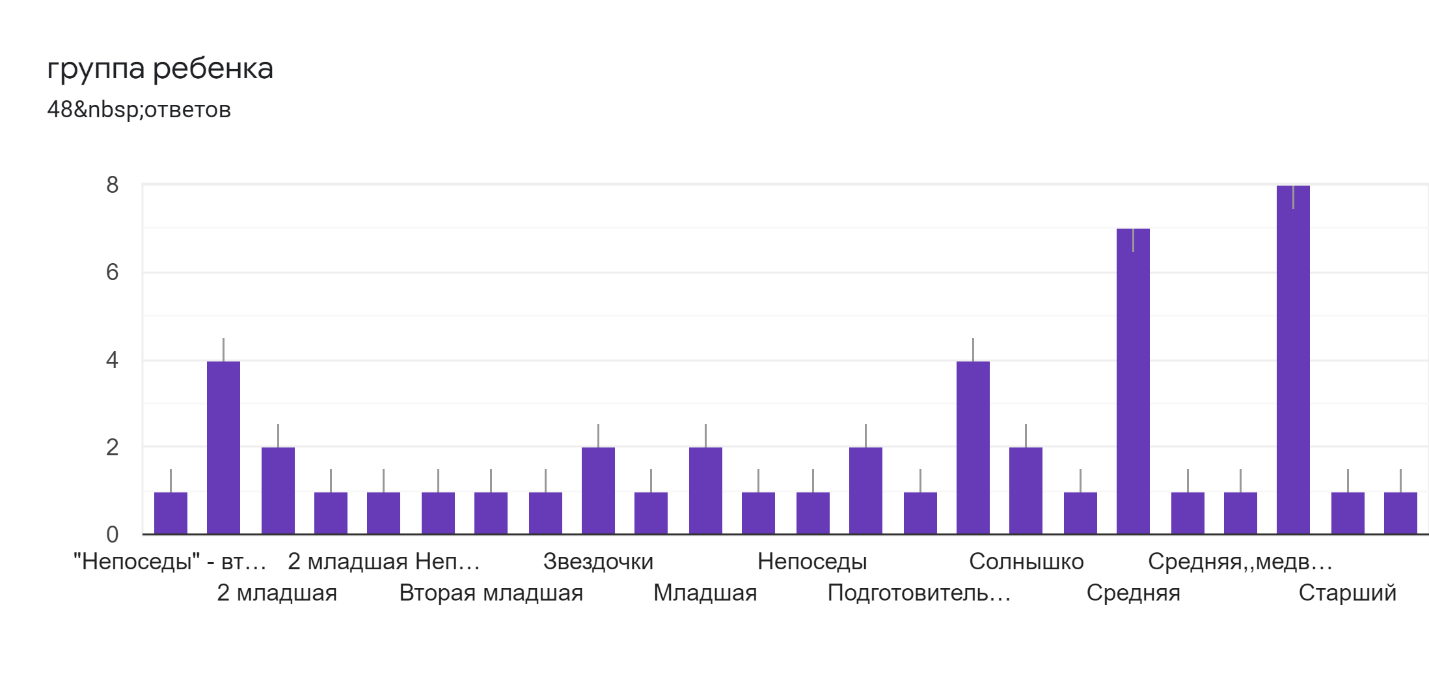 группа ребенка
48&nbsp;ответов
8
6
4
2
0
"Непоседы" - вт… 2 младшая Неп… Звездочки Непоседы Солнышко Средняя,,медв…
2 младшая Вторая младшая Младшая Подготовитель… Средняя Старший